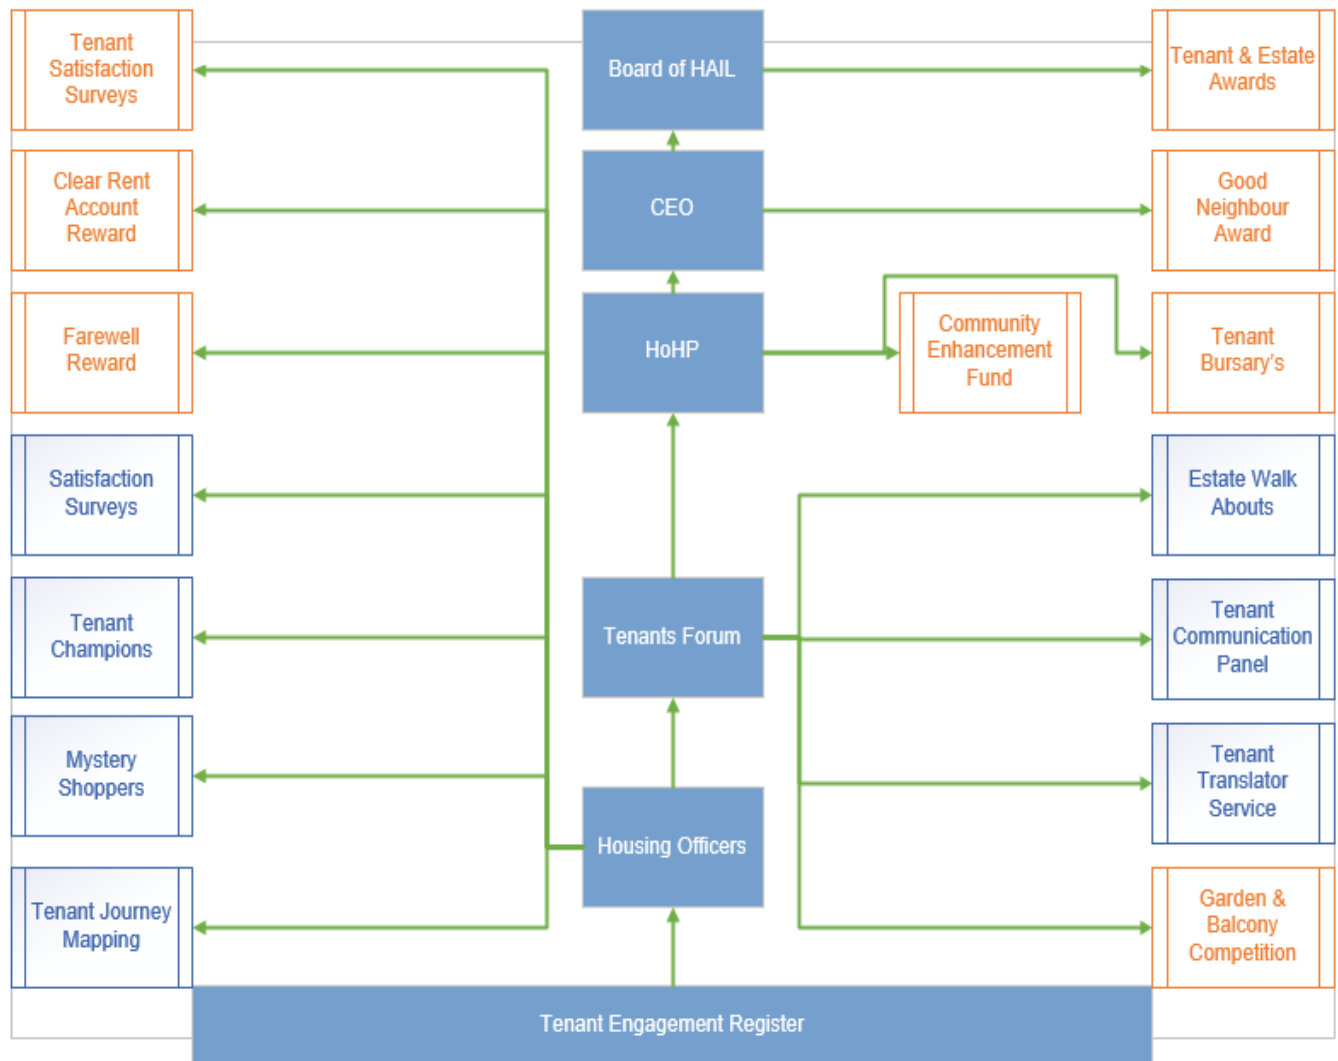 Tenant
Satisfaction
Surveys
Board of HAIL
Tenant & Estate
Awards
Clear Rent
Account
Reward
CEO
Good
Neighbour
Award
Farewell
Reward
HoHP
Community
Enhancement
Fund
Tenant
Bursary's
Satisfaction
Surveys
Estate Walk
Abouts
Tenant
Champions
Tenants Forum
Tenant
Communication
Panel
Mystery
Shoppers
Tenant
Translator
Service
Housing Officers
Tenant Journey
Mapping
Garden &
Balcony
Competition
Tenant Engagement Register